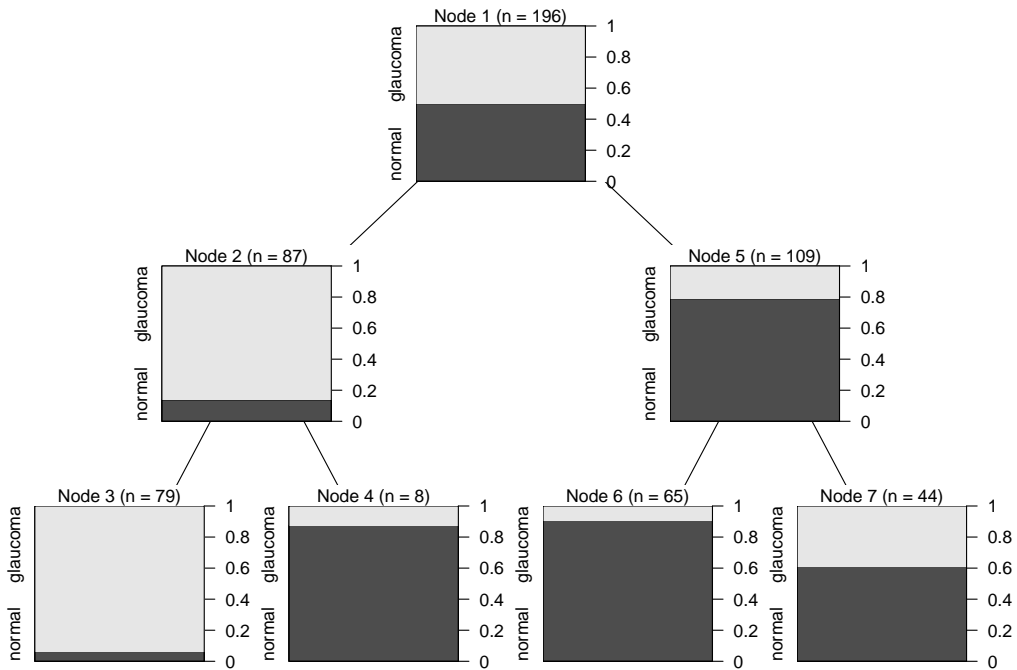 Node 1 (n = 196)
glaucoma
normal
1
0.8
0.6
0.4
0.2
0
Node 2 (n = 87)
glaucoma
normal
1
0.8
0.6
0.4
0.2
0
Node 5 (n = 109)
glaucoma
normal
1
0.8
0.6
0.4
0.2
0
Node 3 (n = 79)
glaucoma
normal
1
0.8
0.6
0.4
0.2
0
Node 4 (n = 8)
glaucoma
normal
1
0.8
0.6
0.4
0.2
0
Node 6 (n = 65)
glaucoma
normal
1
0.8
0.6
0.4
0.2
0
Node 7 (n = 44)
glaucoma
normal
1
0.8
0.6
0.4
0.2
0